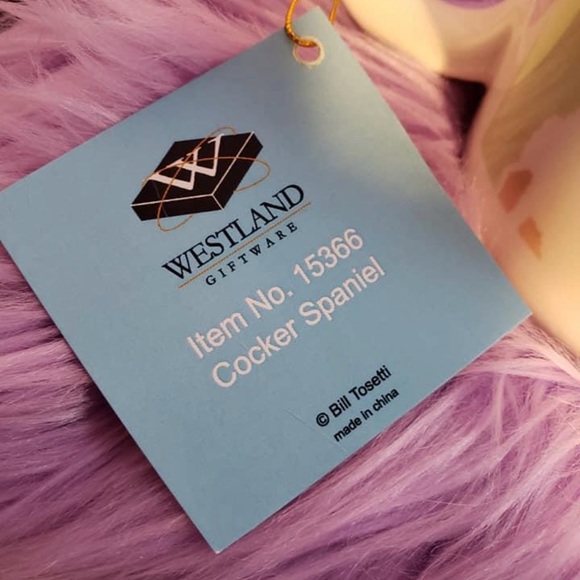 W
WESTLAND
GIFTWARE
Item No. 15366
Cocker Spaniel
© Bill Tosetti
made in china